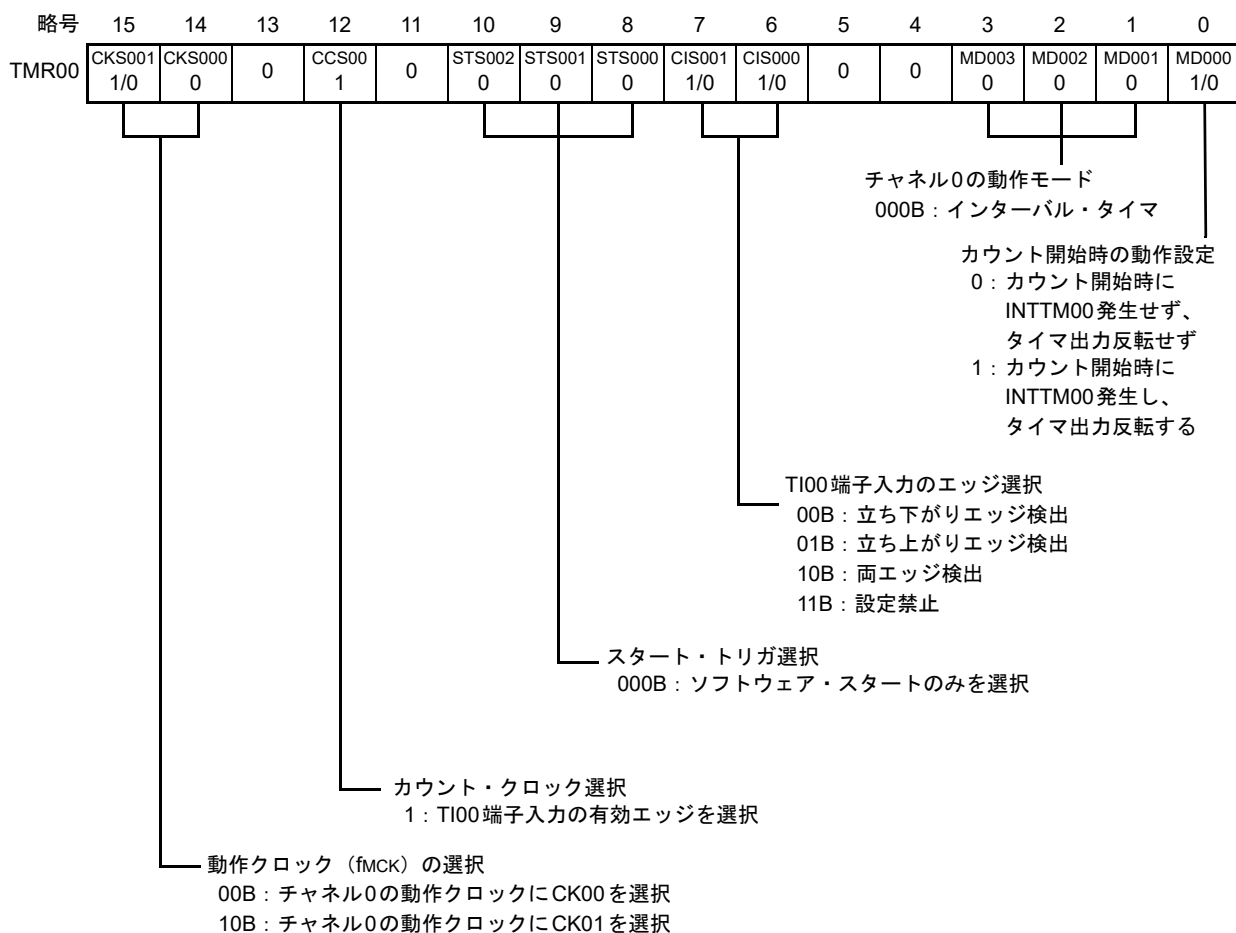 略号 15 14 13 12 11 10 9 8 7 6 5 4 3 2 1 0
TMR00 CKS001 1/0 CKS000 0 0 CCS00 1 0 STS002 0 STS001 0 STS000 0 CIS001 1/0 CIS000 1/0 0 0 MD003 0 MD002 0 MD001 0 MD000 1/0
チャネル0の動作モード
000B：インターバル・タイマ
カウント開始時の動作設定
0：カウント開始時に
INTTM00発生せず、
タイマ出力反転せず
1：カウント開始時に
INTTM00発生し、
タイマ出力反転する
TI00端子入力のエッジ選択
00B：立ち下がりエッジ検出
01B：立ち上がりエッジ検出
10B：両エッジ検出
11B：設定禁止
スタート・トリガ選択
000B：ソフトウェア・スタートのみを選択
カウント・クロック選択
1：TI00端子入力の有効エッジを選択
動作クロック（fMCK）の選択
00B：チャネル0の動作クロックにCK00を選択
10B：チャネル0の動作クロックにCK01を選択